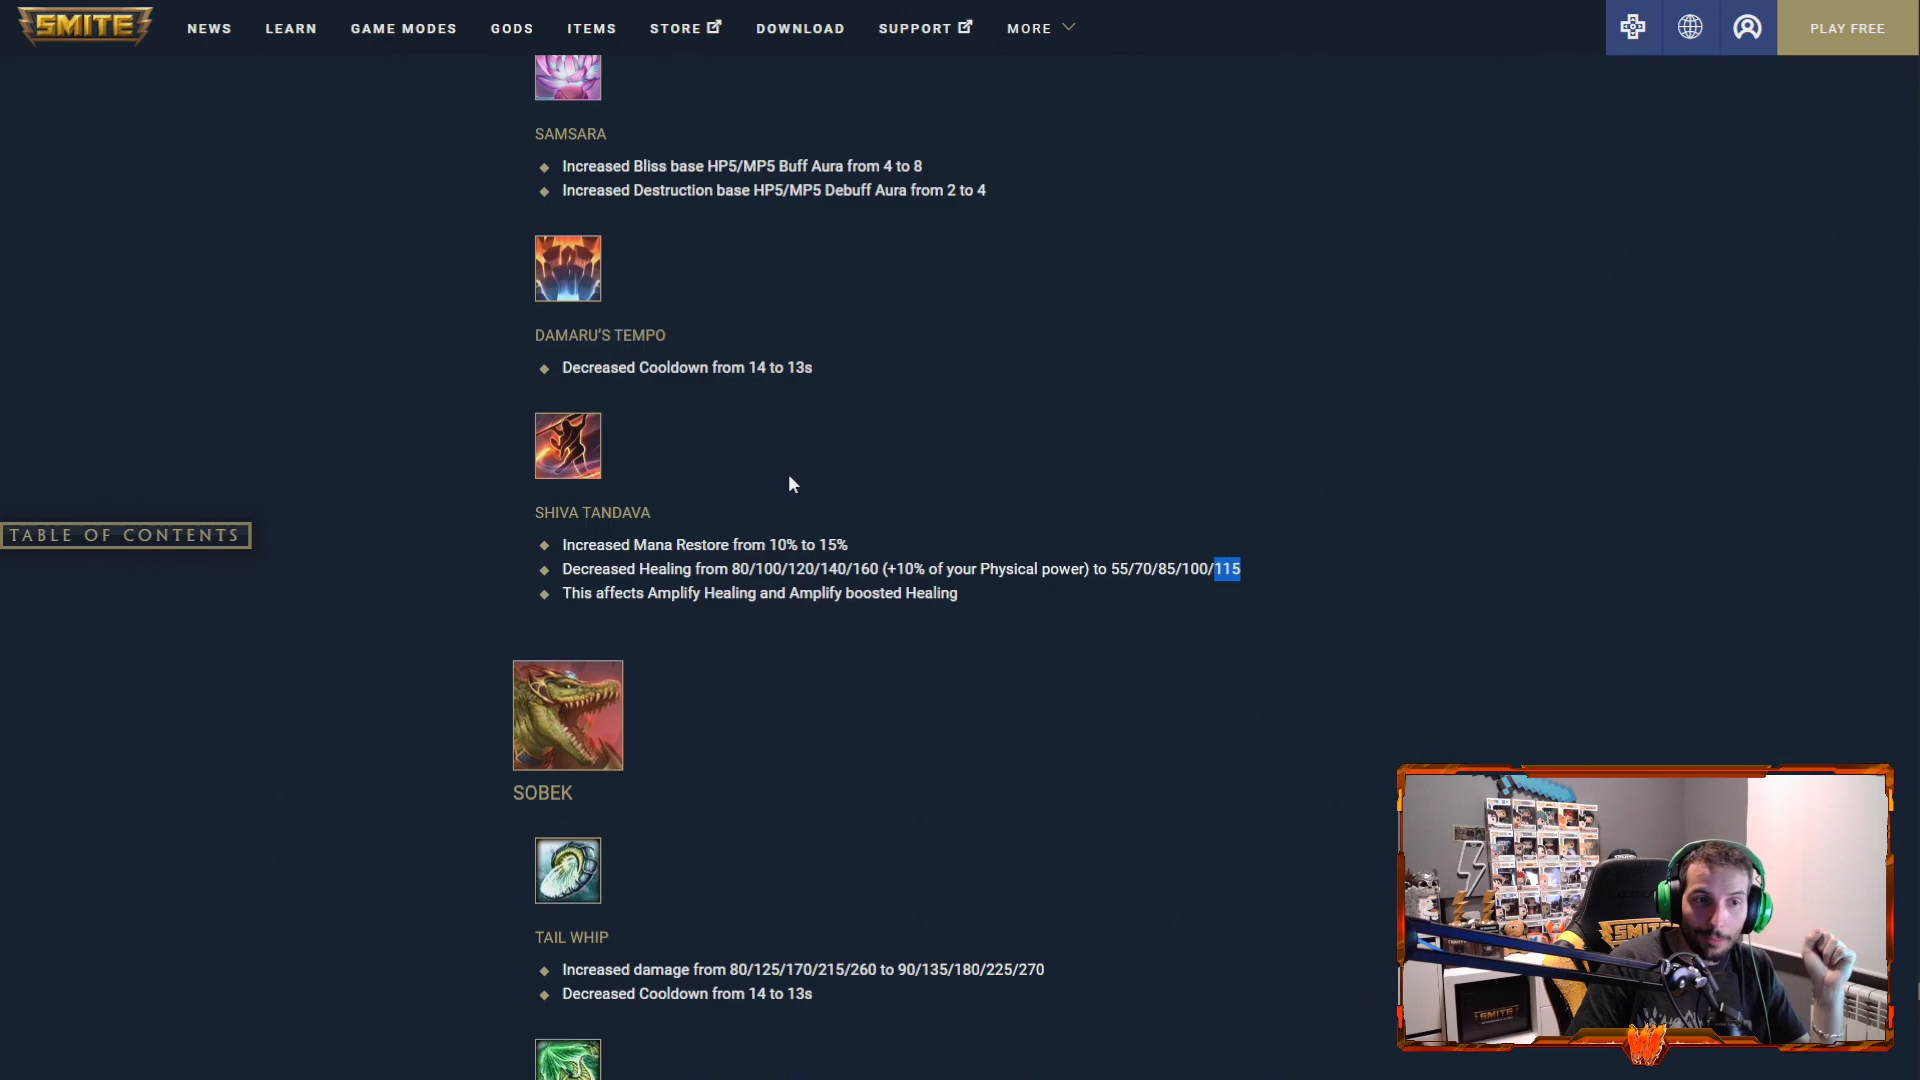 SMITE
NEWS
LEARN
GAME MODES
GODS
ITEMS
STORE
DOWNLOAD
SUPPORT
MORE
PLAY FREE
SAMSARA
Increased Bliss base HP5/MP5 Buff Aura from 4 to 8
Increased Destruction base HP5/MP5 Debuff Aura from 2 to 4
DAMARU'S TEMPO
Decreased Cooldown from 14 to 13s
TABLE OF CONTENTS
SHIVA TANDAVA
Increased Mana Restore from 10% to 15%
Decreased Healing from 80/100/120/140/160 (+10% of your Physical power) to 55/70/85/100/115
This affects Amplify Healing and Amplify boosted Healing
SOBEK
TAIL WHIP
Increased damage from 80/125/170/215/260 to 90/135/180/225/270
Decreased Cooldown from 14 to 13s
SMITE
SMITE